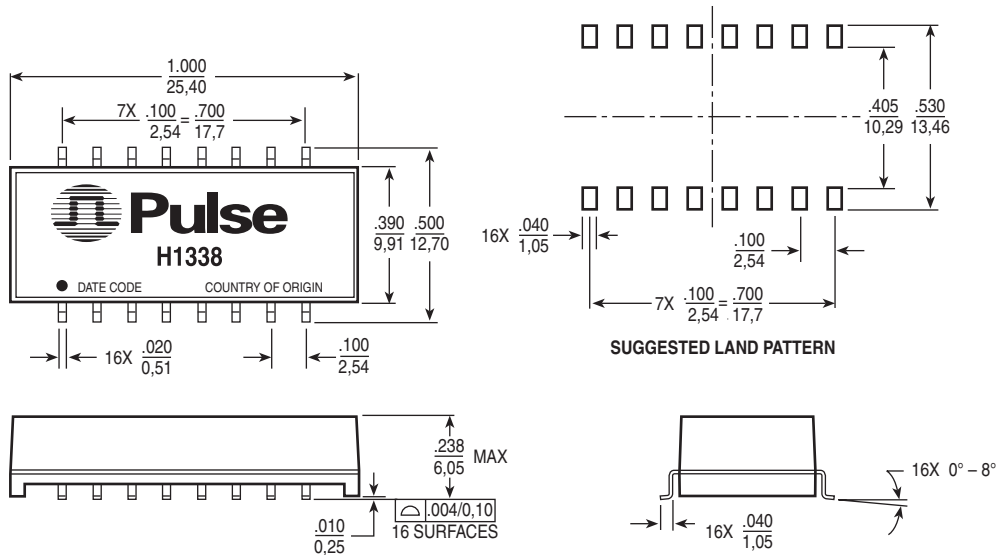 1.000
25,40
7X .100 = .700
2,54 17,7
Pulse
H1338
DATE CODE COUNTRY OF ORIGIN
.390 .500
9,91 12,70
16X .020
0,51
.100
2,54
.405 .530
10,29 13,46
16X .040
1,05
.100
2,54
7X .100 = .700
2,54 17,7
SUGGESTED LAND PATTERN
.238
6,05 MAX
.010
0,25
.004/0,10
16 SURFACES
16X 0° – 8°
16X .040
1,05